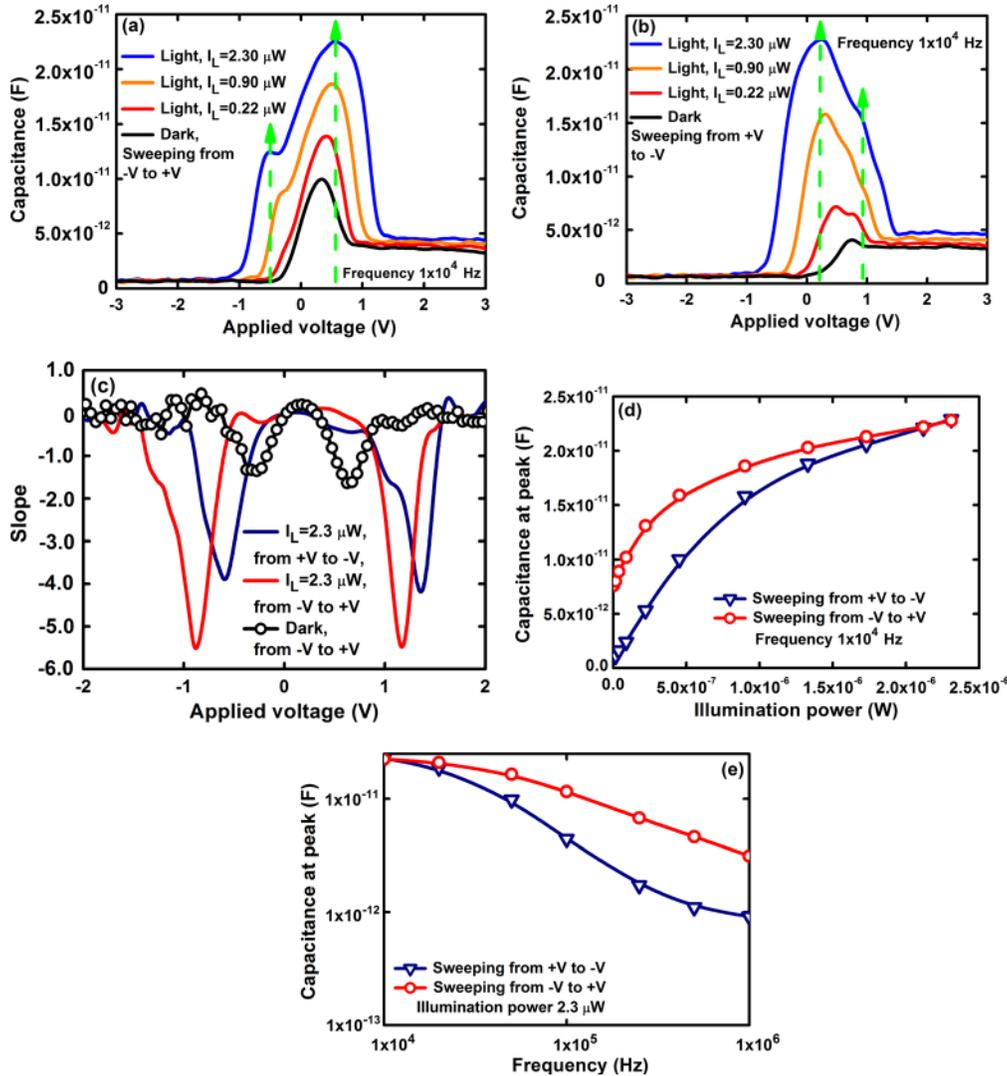 (a)
2.5x10⁻¹¹
2.0x10⁻¹¹
1.5x10⁻¹¹
1.0x10⁻¹¹
5.0x10⁻¹²
0
Capacitance (F)
Light, I_L=2.30 μW
Light, I_L=0.90 μW
Light, I_L=0.22 μW
Dark,
Sweeping from
-V to +V
Frequency 1x10⁴ Hz
-3 -2 -1 0 1 2 3
Applied voltage (V)
(b)
2.5x10⁻¹¹
2.0x10⁻¹¹
1.5x10⁻¹¹
1.0x10⁻¹¹
5.0x10⁻¹²
0
Capacitance (F)
Light, I_L=2.30 μW
Light, I_L=0.90 μW
Light, I_L=0.22 μW
Dark
Sweeping from +V
to -V
Frequency 1x10⁴ Hz
-3 -2 -1 0 1 2 3
Applied voltage (V)
(c)
1.0
0
-1.0
-2.0
-3.0
-4.0
-5.0
-6.0
Slope
I_L=2.3 μW,
from +V to -V,
I_L=2.3 μW,
from -V to +V
Dark,
from -V to +V
-2 -1 0 1 2
Applied voltage (V)
(d)
2.5x10⁻¹¹
2.0x10⁻¹¹
1.5x10⁻¹¹
1.0x10⁻¹¹
5.0x10⁻¹²
0.0
Capacitance at peak (F)
Sweeping from +V to -V
Sweeping from -V to +V
Frequency 1x10⁴ Hz
0.0 5.0x10⁻⁷ 1.0x10⁻⁶ 1.5x10⁻⁶ 2.0x10⁻⁶ 2.5x10⁻⁶
Illumination power (W)
(e)
1x10⁻¹¹
1x10⁻¹²
1x10⁻¹³
Capacitance at peak (F)
Sweeping from +V to -V
Sweeping from -V to +V
Illumination power 2.3 μW
1x10⁴ 1x10⁵ 1x10⁶
Frequency (Hz)